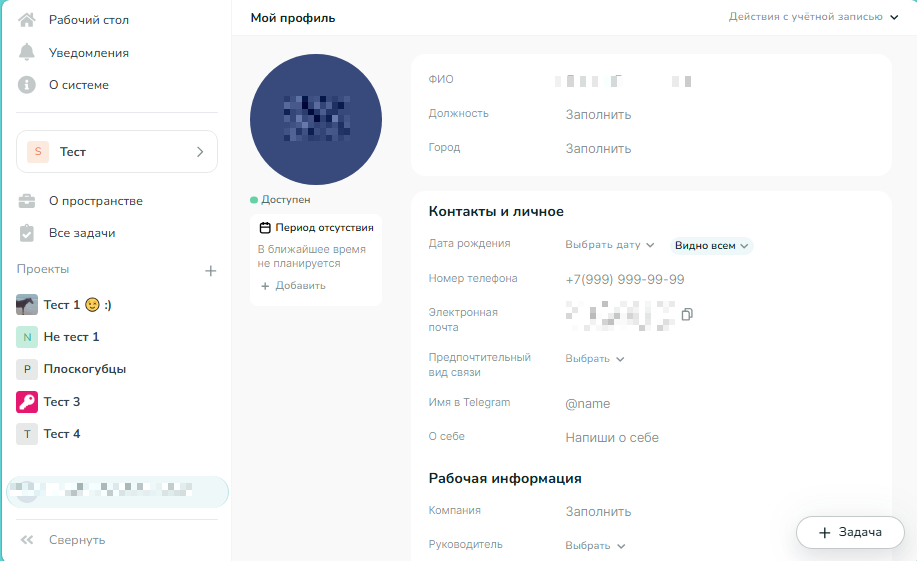 Рабочий стол
Уведомления
О системе
S Тест
О пространстве
Все задачи
Проекты
Тест 1 😉 :)
N Не тест 1
P Плоскогубцы
Тест 3
T Тест 4
Свернуть
Мой профиль
Действия с учётной записью
Доступен
Период отсутствия
В ближайшее время
не планируется
+ Добавить
ФИО
Должность Заполнить
Город Заполнить
Контакты и личное
Дата рождения Выбрать дату Видно всем
Номер телефона +7(999) 999-99-99
Электронная
почта
Предпочтительный
вид связи Выбрать
Имя в Telegram @name
О себе Напиши о себе
Рабочая информация
Компания Заполнить
Руководитель Выбрать
+ Задача